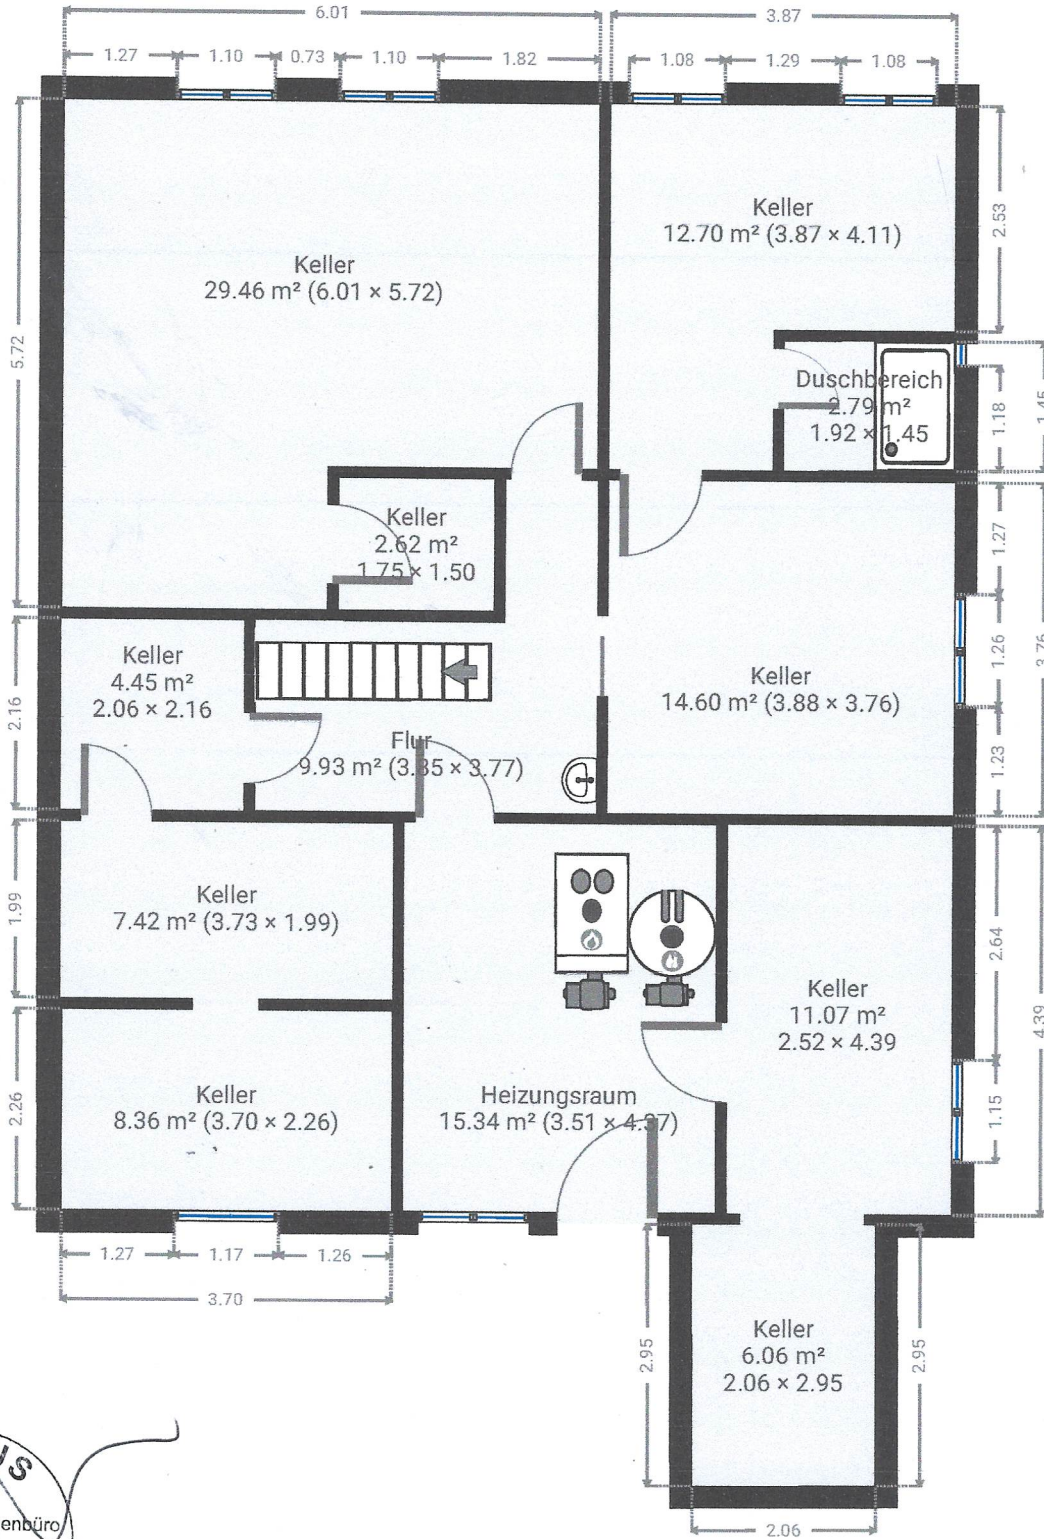 6.01
3.87
1.27
1.10
0.73
1.10
1.82
1.08
1.29
1.08
Keller
12.70 m² (3.87 × 4.11)
2.53
Keller
29.46 m² (6.01 × 5.72)
5.72
Duschbereich
2.79 m²
1.92 × 1.45
1.18
1.45
Keller
2.62 m²
1.75 × 1.50
1.27
1.26
3.76
1.23
Keller
4.45 m²
2.06 × 2.16
2.16
Keller
14.60 m² (3.88 × 3.76)
Flur
9.93 m² (3.85 × 3.77)
Keller
7.42 m² (3.73 × 1.99)
1.99
2.64
4.39
Keller
11.07 m²
2.52 × 4.39
Keller
8.36 m² (3.70 × 2.26)
2.26
Heizungsraum
15.34 m² (3.51 × 4.37)
1.15
1.27
1.17
1.26
3.70
2.95
Keller
6.06 m²
2.06 × 2.95
2.95
2.06
US
enbüro